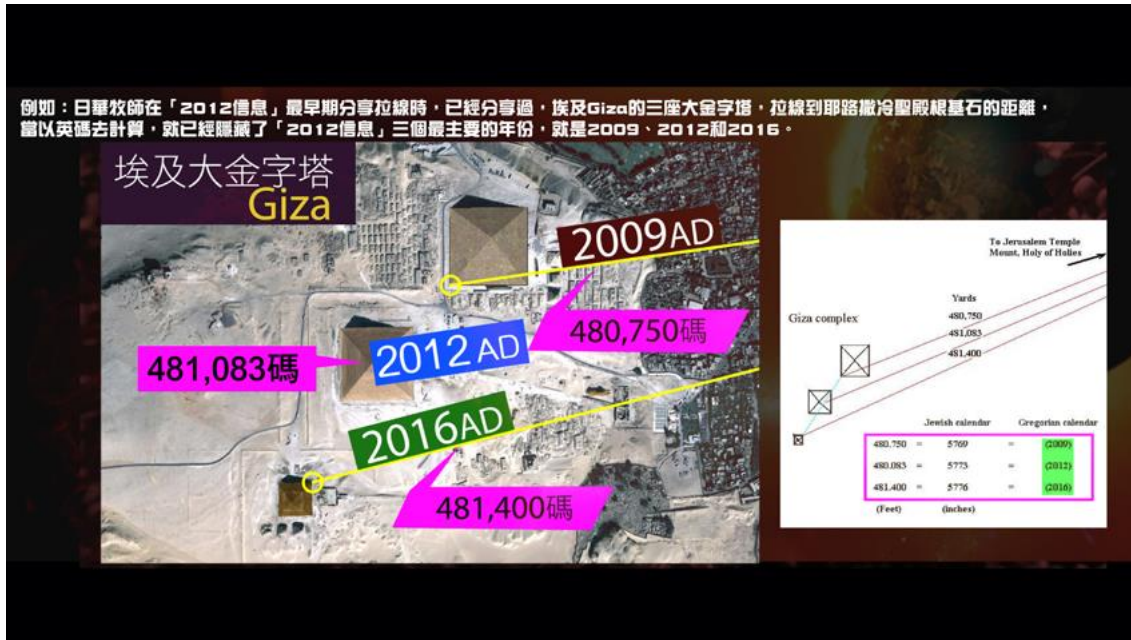 例如：日華牧師在「2012信息」最早期分享拉線時，已經分享過，埃及Giza的三座大金字塔，拉線到耶路撒冷聖殿根基石的距離，
當以英碼去計算，就已經隱藏了「2012信息」三個最主要的年份，就是2009、2012和2016。
埃及大金字塔
Giza
2009AD
480,750碼
481,083碼
2012 AD
2016AD
481,400碼
To Jerusalem Temple
Mount, Holy of Holies
Yards
Giza complex
480,750
481,083
481.400
Jewish calendar Gregorian calendar
480.750 = 5769 = (2009)
480.083 = 5773 = (2012)
481.400 = 5776 = (2016)
(Feet) (inches)